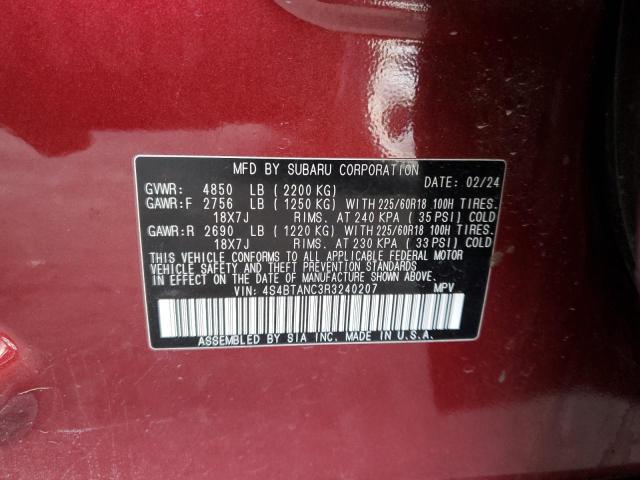 MFD BY SUBARU CORPORATION
GVWR: 4850 LB (2200 KG) DATE: 02/24
GAWR:F 2756 LB (1250 KG) WITH 225/60R18 100H TIRES.
18X7J RIMS. AT 240 KPA (35 PSI) COLD
GAWR:R 2690 LB (1220 KG) WITH 225/60R18 100H TIRES.
18X7J RIMS. AT 230 KPA (33 PSI) COLD
THIS VEHICLE CONFORMS TO ALL APPLICABLE FEDERAL MOTOR
VEHICLE SAFETY AND THEFT PREVENTION STANDARDS
IN EFFECT ON THE DATE OF MANUFACTURE SHOWN ABOVE.
VIN: 4S4BTANC3R3240207 MPV
ASSEMBLED BY SIA INC. MADE IN U.S.A.